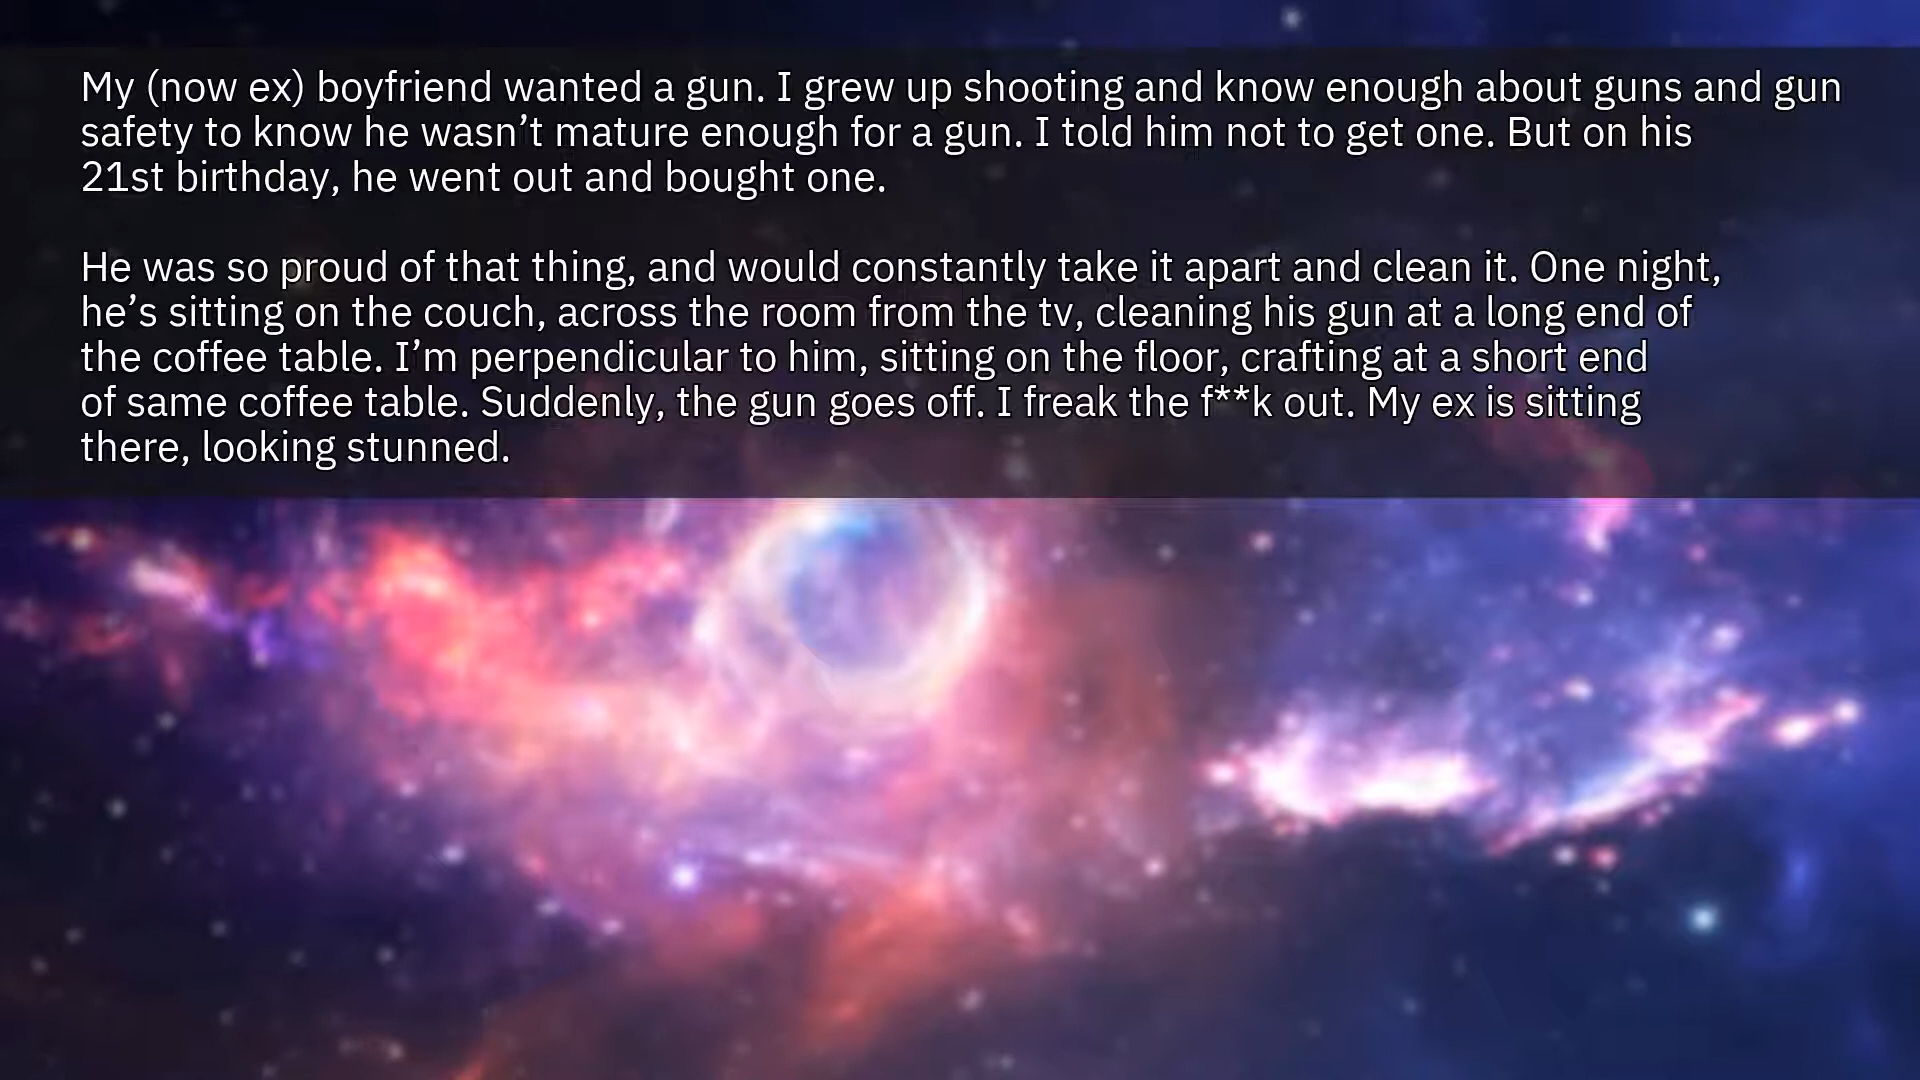 My (now ex) boyfriend wanted a gun. I grew up shooting and know enough about guns and gun
safety to know he wasn’t mature enough for a gun. I told him not to get one. But on his
21st birthday, he went out and bought one.
He was so proud of that thing, and would constantly take it apart and clean it. One night,
he’s sitting on the couch, across the room from the tv, cleaning his gun at a long end of
the coffee table. I’m perpendicular to him, sitting on the floor, crafting at a short end
of same coffee table. Suddenly, the gun goes off. I freak the f**k out. My ex is sitting
there, looking stunned.